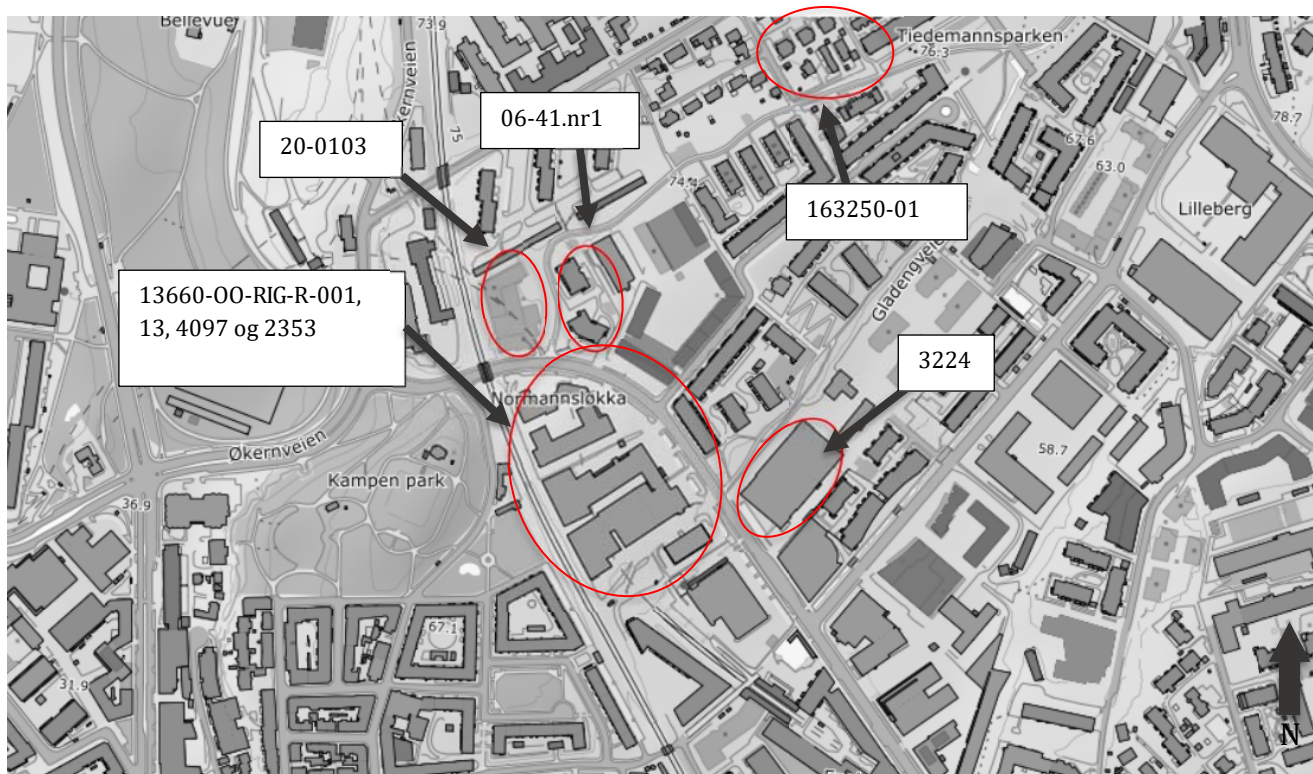 Bellevue
73.9
Tiedemannsparken
76.3
06-41.nr1
78.7
75
20-0103
67.6
63.0
74.4
163250-01
Lilleberg
13660-OO-RIG-R-001,
13, 4097 og 2353
3224
Normannsløkka
Økernveien
58.7
Kampen park
36.9
67.1
31.9
N